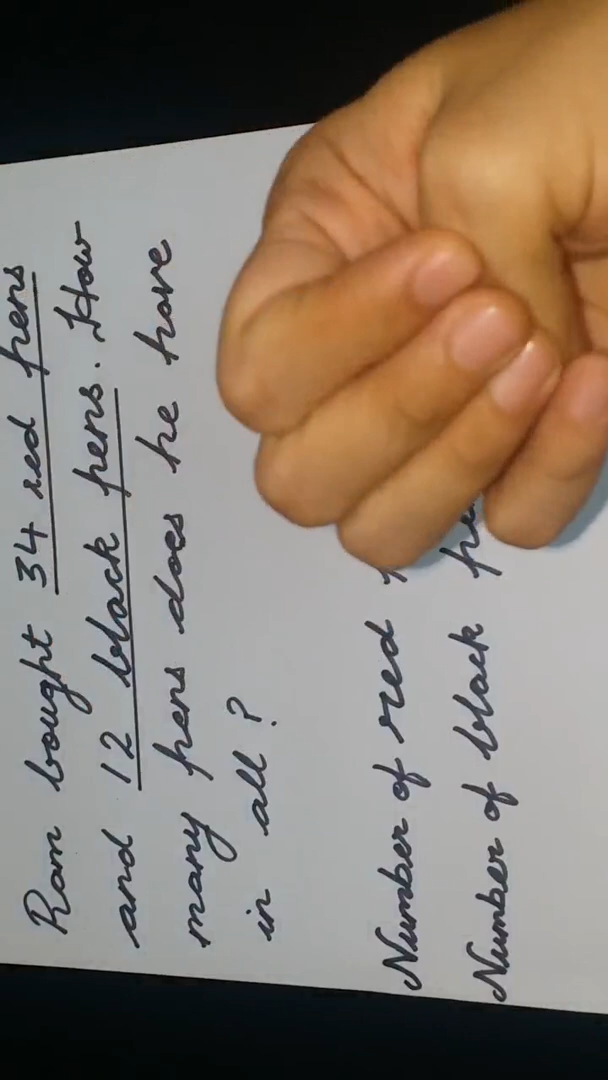 Ram bought 34 red pens
and 12 black pens. How
many pens does he have
in all?
Number of red
Number of black